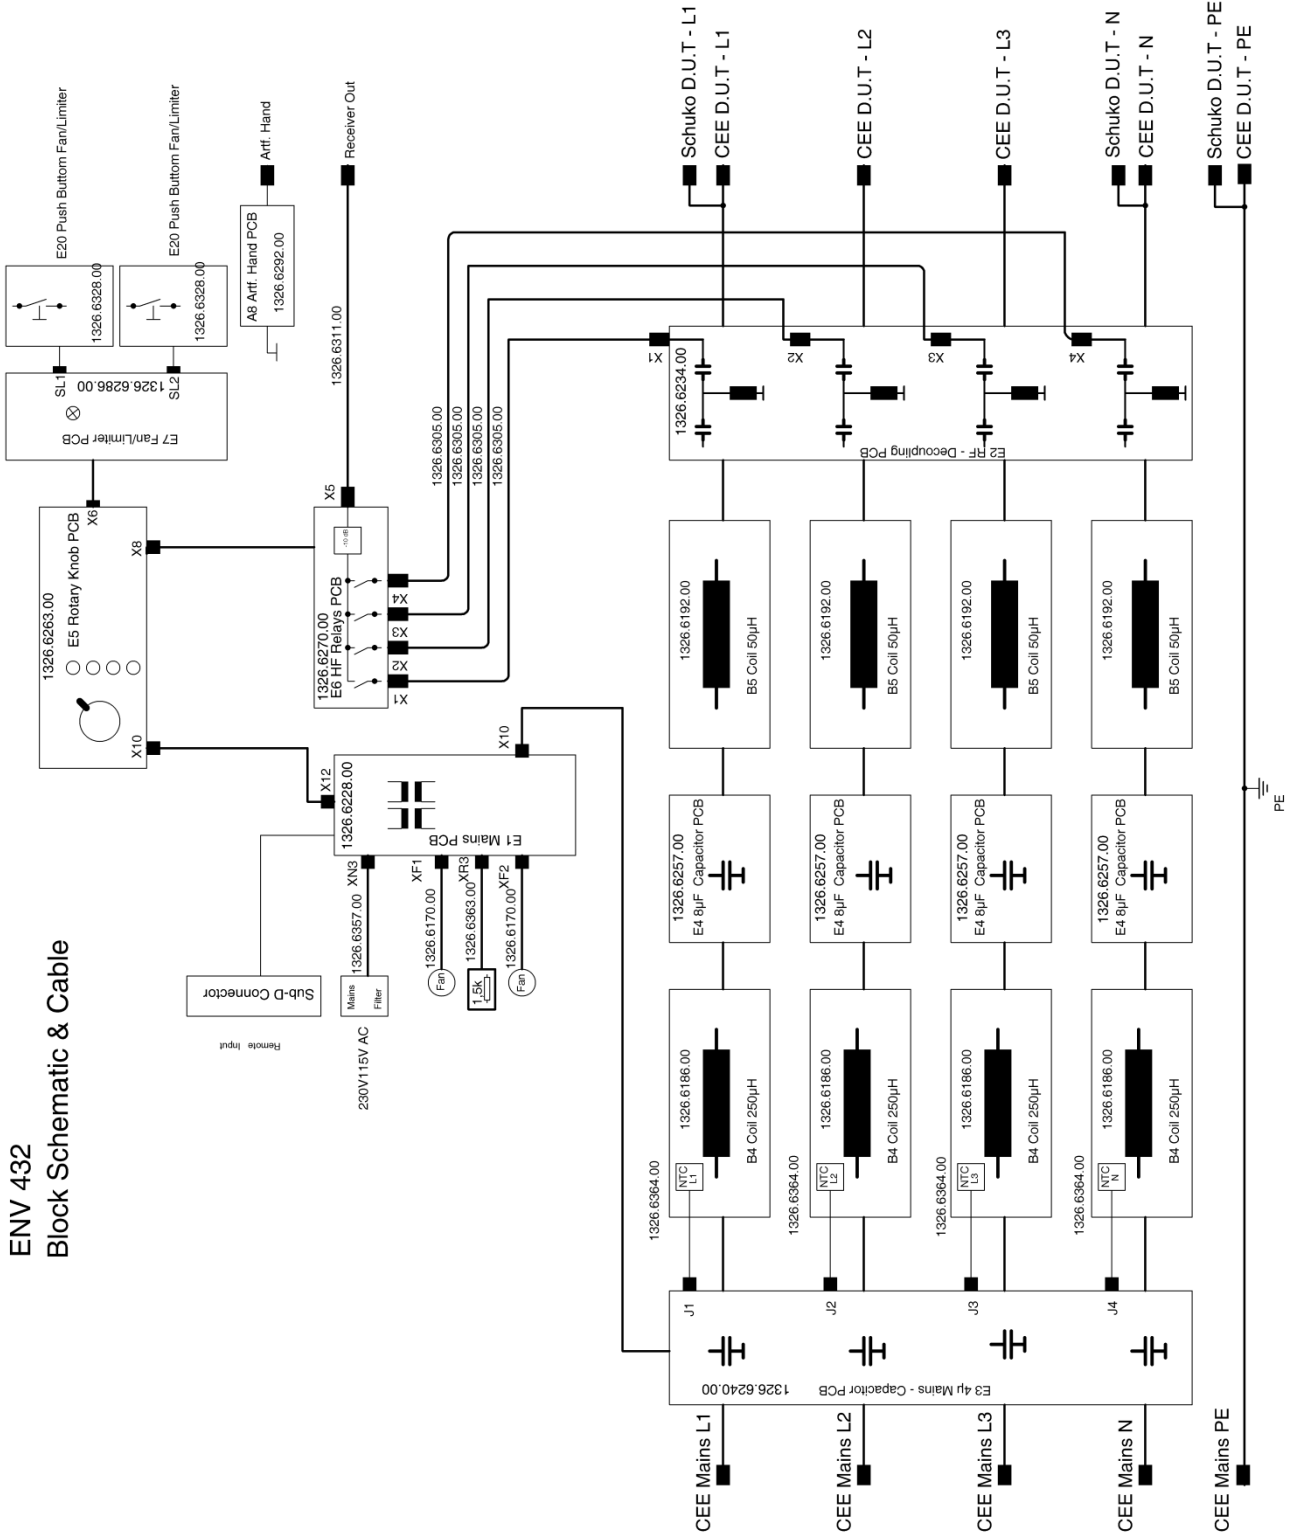 ENV 432
Block Schematic & Cable
E20 Push Buttom Fan/Limiter
1326.6328.00
E20 Push Buttom Fan/Limiter
1326.6328.00
SL1
SL2
1326.6286.00
E7 Fan/Limiter PCB
Artf. Hand
A8 Artf. Hand PCB
1326.6292.00
Receiver Out
1326.6311.00
1326.6263.00
E5 Rotary Knob PCB
X6
X8
X10
X5
-10 dB
1326.6270.00
E6 HF Relays PCB
X4
X3
X2
X1
1326.6305.00
1326.6305.00
1326.6305.00
1326.6305.00
X12
X10
1326.6228.00
E1 Mains PCB
XN3
XF1
XR3
XF2
1326.6357.00
1326.6170.00
1326.6363.00
1326.6170.00
Sub-D Connector
Remote Input
Mains
Filter
230V115V AC
Fan
1,5k
Fan
Schuko D.U.T - L1
CEE D.U.T - L1
CEE D.U.T - L2
CEE D.U.T - L3
Schuko D.U.T - N
CEE D.U.T - N
Schuko D.U.T - PE
CEE D.U.T - PE
X1
X2
X3
X4
1326.6234.00
E2 RF - Decoupling PCB
1326.6192.00
B5 Coil 50µH
1326.6192.00
B5 Coil 50µH
1326.6192.00
B5 Coil 50µH
1326.6192.00
B5 Coil 50µH
1326.6257.00
E4 8µF Capacitor PCB
1326.6257.00
E4 8µF Capacitor PCB
1326.6257.00
E4 8µF Capacitor PCB
1326.6257.00
E4 8µF Capacitor PCB
PE
1326.6186.00
B4 Coil 250µH
1326.6186.00
B4 Coil 250µH
1326.6186.00
B4 Coil 250µH
1326.6186.00
B4 Coil 250µH
NTC
L1
NTC
L2
NTC
L3
NTC
N
1326.6364.00
1326.6364.00
1326.6364.00
1326.6364.00
J1
J2
J3
J4
1326.6240.00
E3 4µ Mains - Capacitor PCB
CEE Mains L1
CEE Mains L2
CEE Mains L3
CEE Mains N
CEE Mains PE